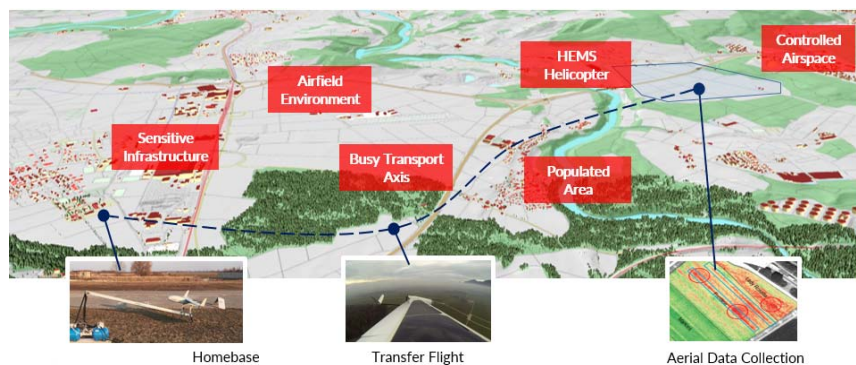 Controlled
Airspace
HEMS
Helicopter
Airfield
Environment
Sensitive
Infrastructure
Busy Transport
Axis
Populated
Area
Homebase
Transfer Flight
Aerial Data Collection